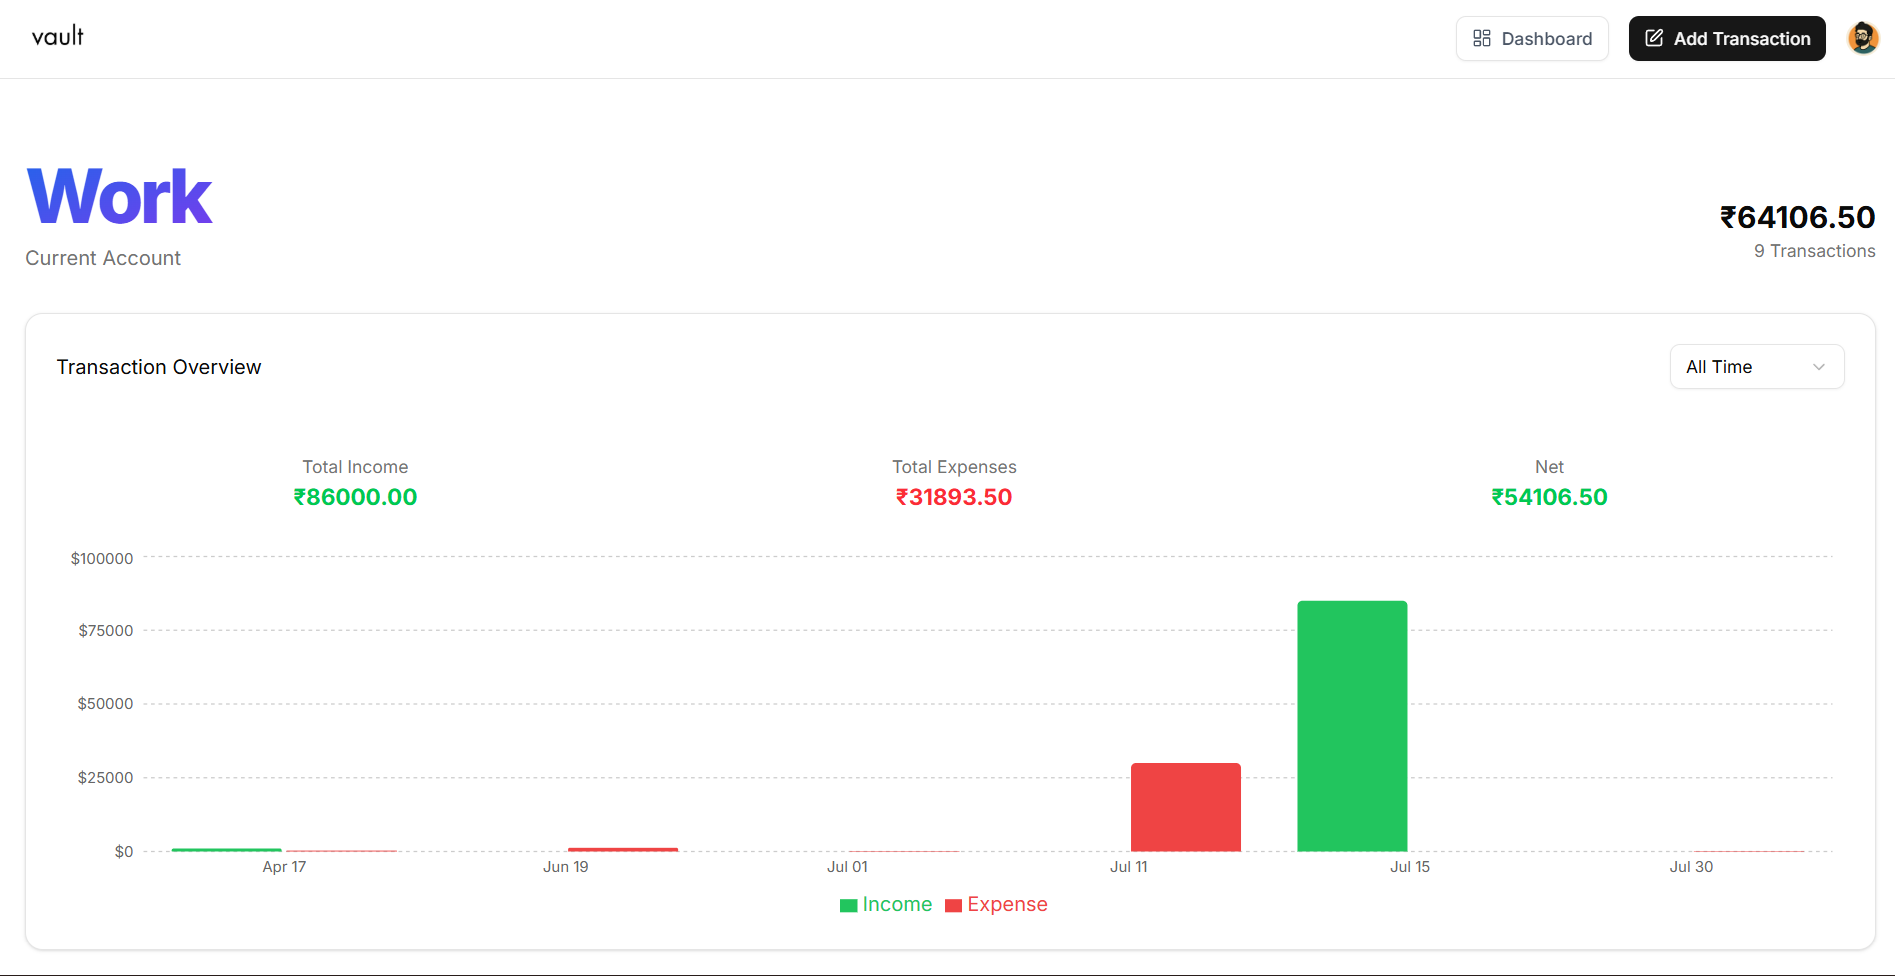 vault
Dashboard
Add Transaction
Work
Current Account
₹64106.50
9 Transactions
Transaction Overview
All Time
Total Income
₹86000.00
Total Expenses
₹31893.50
Net
₹54106.50
$100000
$75000
$50000
$25000
$0
Apr 17
Jun 19
Jul 01
Jul 11
Jul 15
Jul 30
Income
Expense